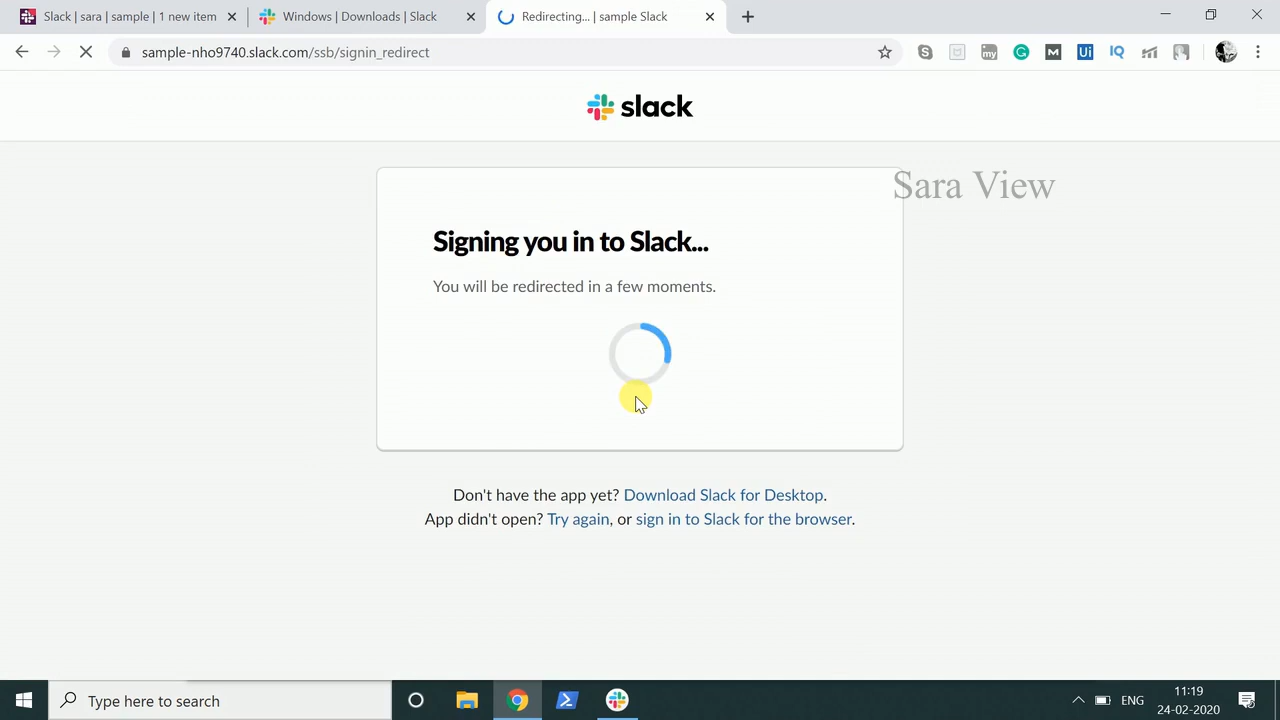 Slack | sara | sample | 1 new item
Windows | Downloads | Slack
Redirecting... | sample Slack
sample-nho9740.slack.com/ssb/signin_redirect
slack
Sara View
Signing you in to Slack...
You will be redirected in a few moments.
Don't have the app yet? Download Slack for Desktop.
App didn't open? Try again, or sign in to Slack for the browser.
Type here to search
ENG
11:19
24-02-2020